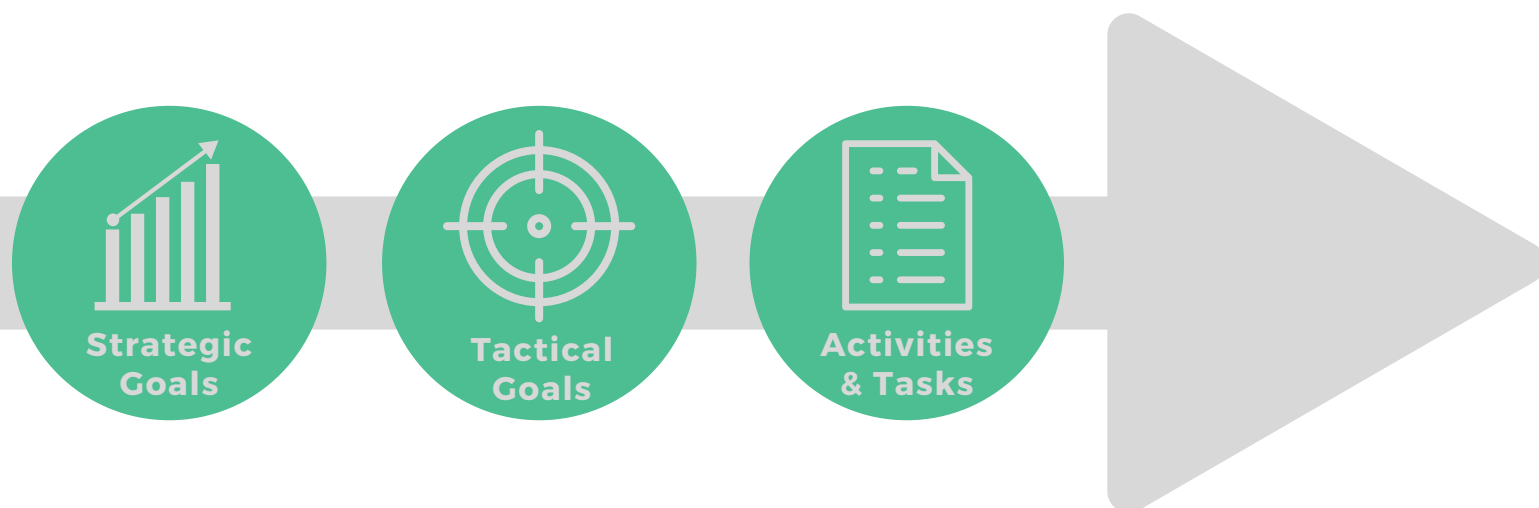 Strategic
Goals
Tactical
Goals
Activities
& Tasks